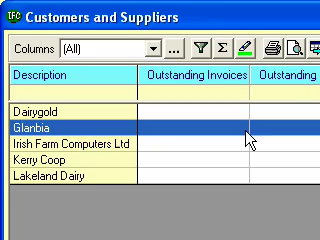 IFC Customers and Suppliers
Columns (All) ... Σ
Description Outstanding Invoices Outstanding
Dairygold
Glanbia
Irish Farm Computers Ltd
Kerry Coop
Lakeland Dairy